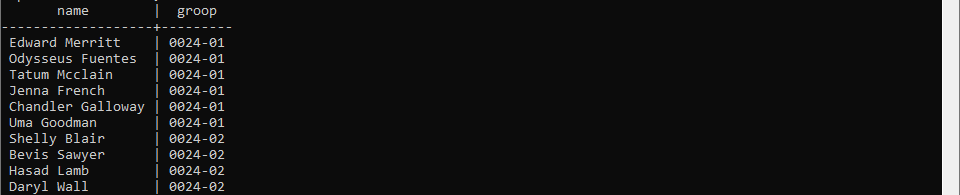 name | groop
-------------------+---------
Edward Merritt | 0024-01
Odysseus Fuentes | 0024-01
Tatum Mcclain | 0024-01
Jenna French | 0024-01
Chandler Galloway | 0024-01
Uma Goodman | 0024-01
Shelly Blair | 0024-02
Bevis Sawyer | 0024-02
Hasad Lamb | 0024-02
Daryl Wall | 0024-02